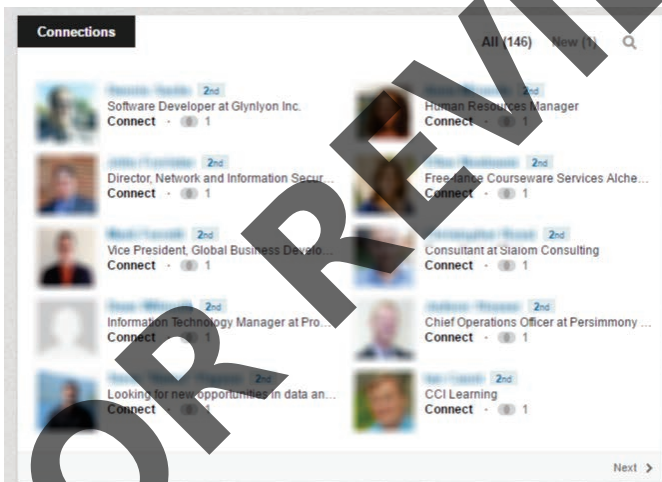 Connections
All (146) New (1)
2nd
Software Developer at Glynlyon Inc.
Connect · 1
2nd
Human Resources Manager
Connect · 1
2nd
Director, Network and Information Secur...
Connect · 1
2nd
Free-lance Courseware Services Alche...
Connect · 1
2nd
Vice President, Global Business Develo...
Connect · 1
2nd
Consultant at Slalom Consulting
Connect · 1
2nd
Information Technology Manager at Pro...
Connect · 1
2nd
Chief Operations Officer at Persimmony ...
Connect · 1
2nd
Looking for new opportunities in data an...
Connect · 1
2nd
CCI Learning
Connect · 1
Next >
OR REVIE